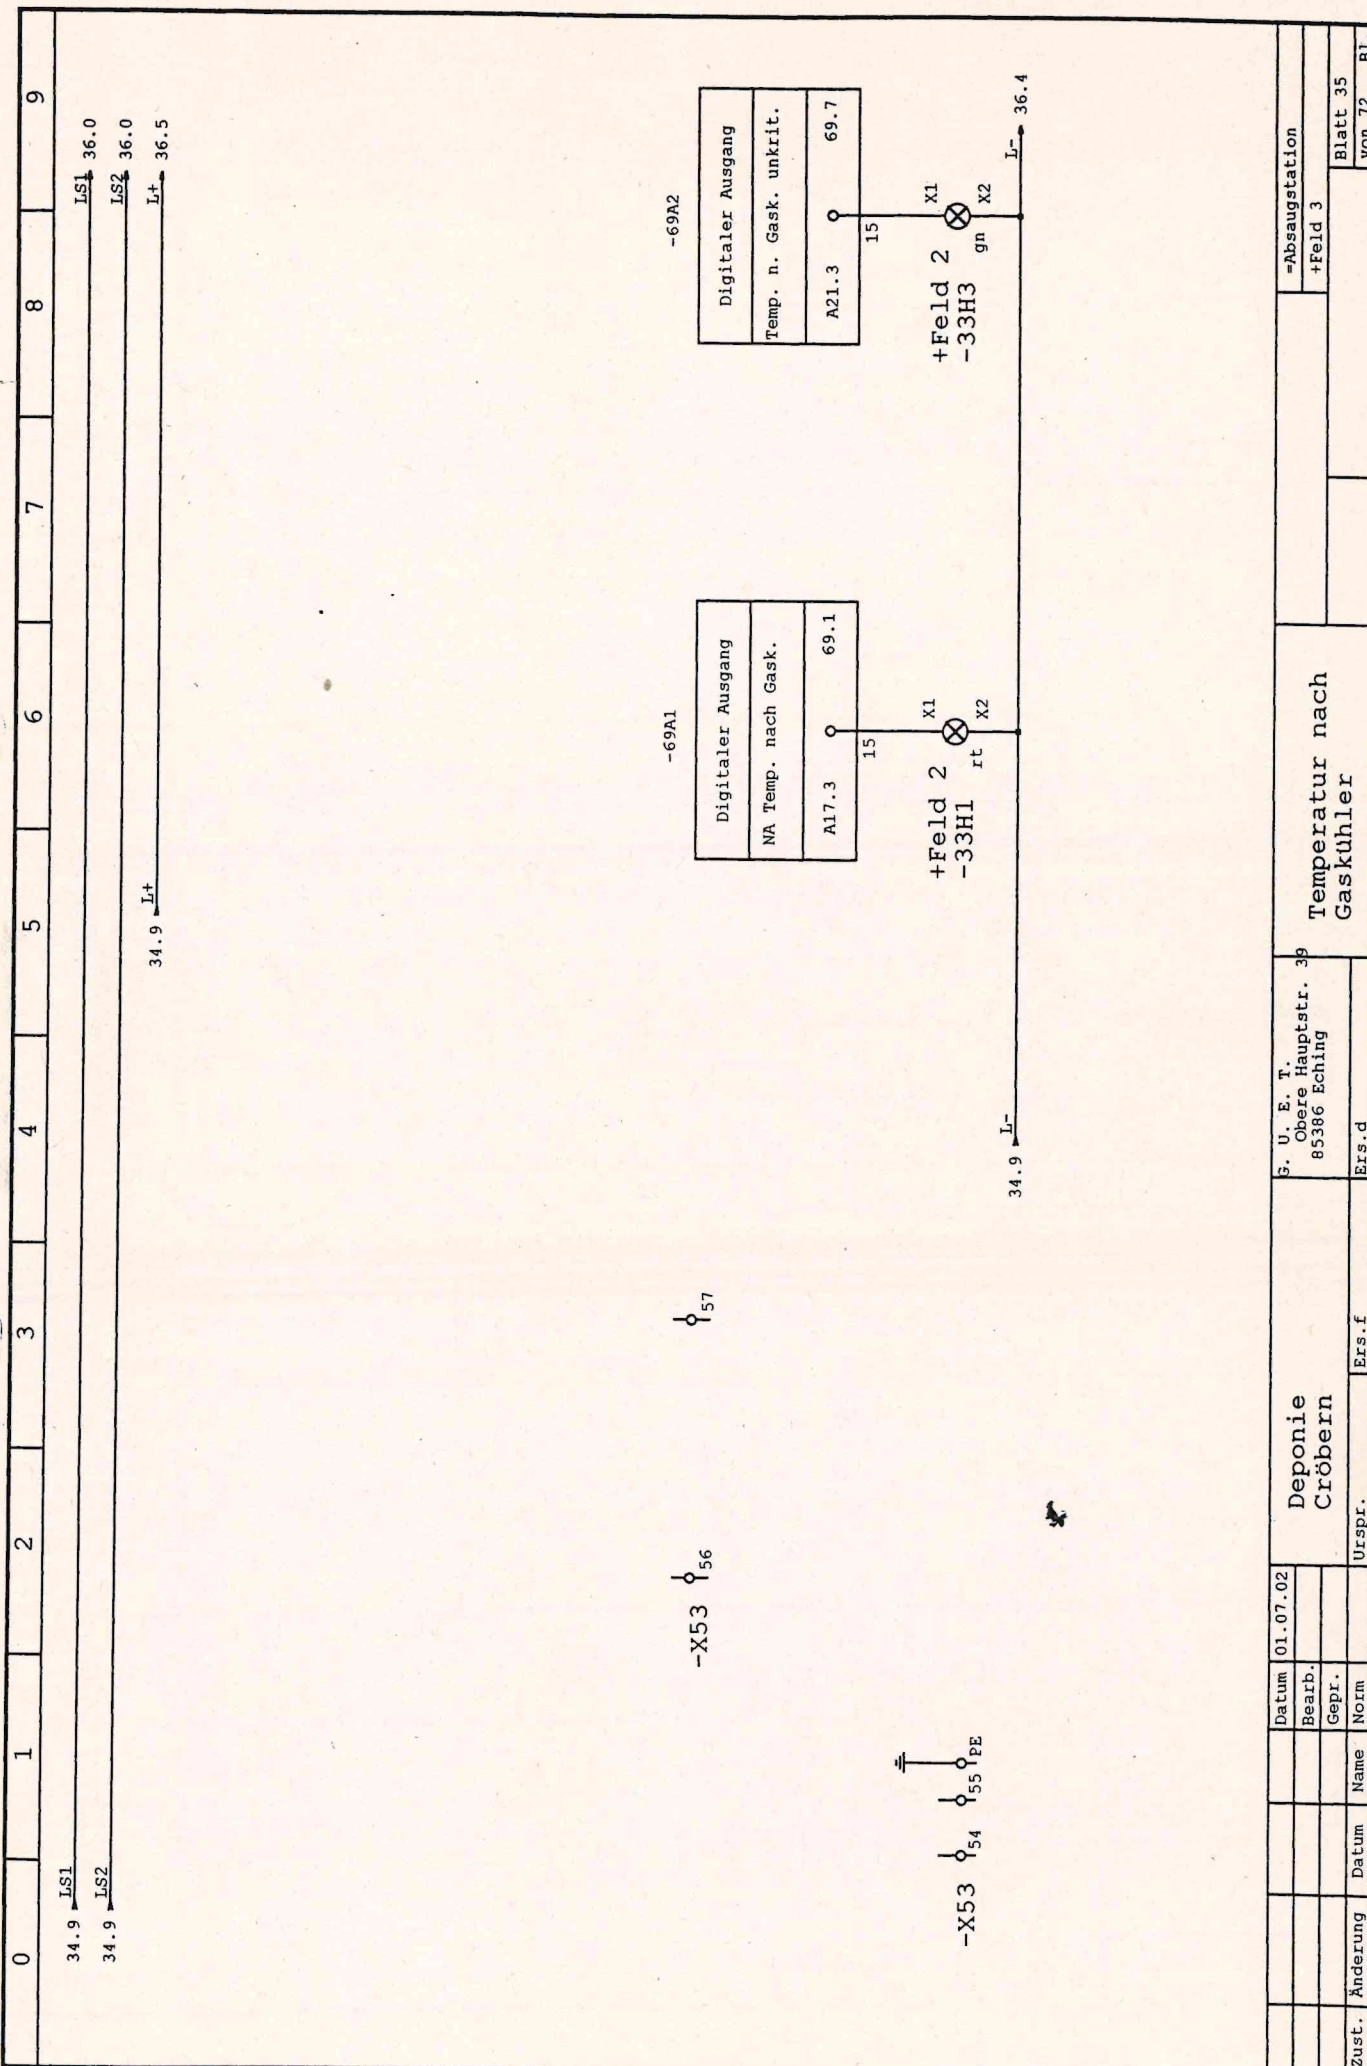 0 1 2 3 4 5 6 7 8 9
34.9 LS1 LS1 36.0
34.9 LS2 LS2 36.0
34.9 L+ L+ 36.5
-69A1
Digitaler Ausgang
NA Temp. nach Gask.
A17.3 69.1
15
-69A2
Digitaler Ausgang
Temp. n. Gask. unkrit.
A21.3 69.7
15
-X53 56 57
+Feld 2
-33H1
X1
X2
rt
+Feld 2
-33H3
X1
X2
gn
-X53 54 55 PE
34.9 L- L- 36.4
Datum 01.07.02
Bearb.
Gepr.
Zust. Änderung Datum Name Norm
Deponie
Cröbern
Urspr. Ers.f Ers.d
G. U. E. T.
Obere Hauptstr. 39
85386 Eching
Temperatur nach
Gaskühler
=Absaugstation
+Feld 3
Blatt 35
von 72 Bl